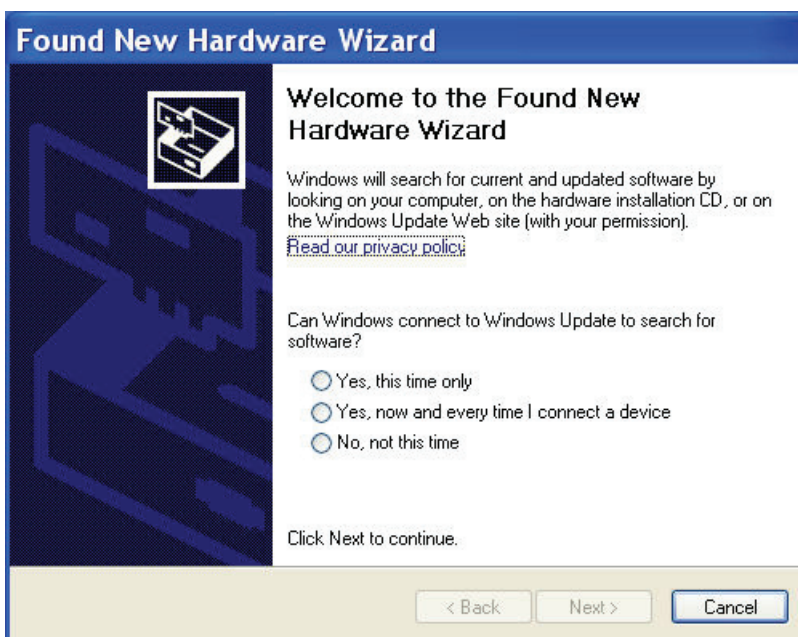 Found New Hardware Wizard
Welcome to the Found New
Hardware Wizard
Windows will search for current and updated software by
looking on your computer, on the hardware installation CD, or on
the Windows Update Web site (with your permission).
Read our privacy policy
Can Windows connect to Windows Update to search for
software?
Yes, this time only
Yes, now and every time I connect a device
No, not this time
Click Next to continue.
< Back
Next >
Cancel